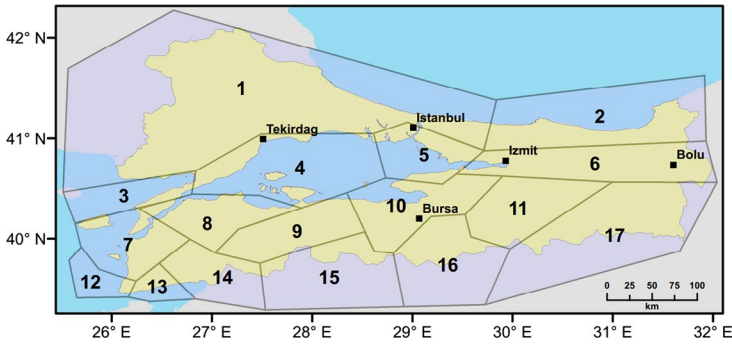 42° N
41° N
40° N
1
2
Istanbul
Tekirdag
5
Izmit
4
6
Bolu
3
10
Bursa
11
8
9
17
7
16
14
15
12
13
0 25 50 75 100
km
26° E 27° E 28° E 29° E 30° E 31° E 32° E